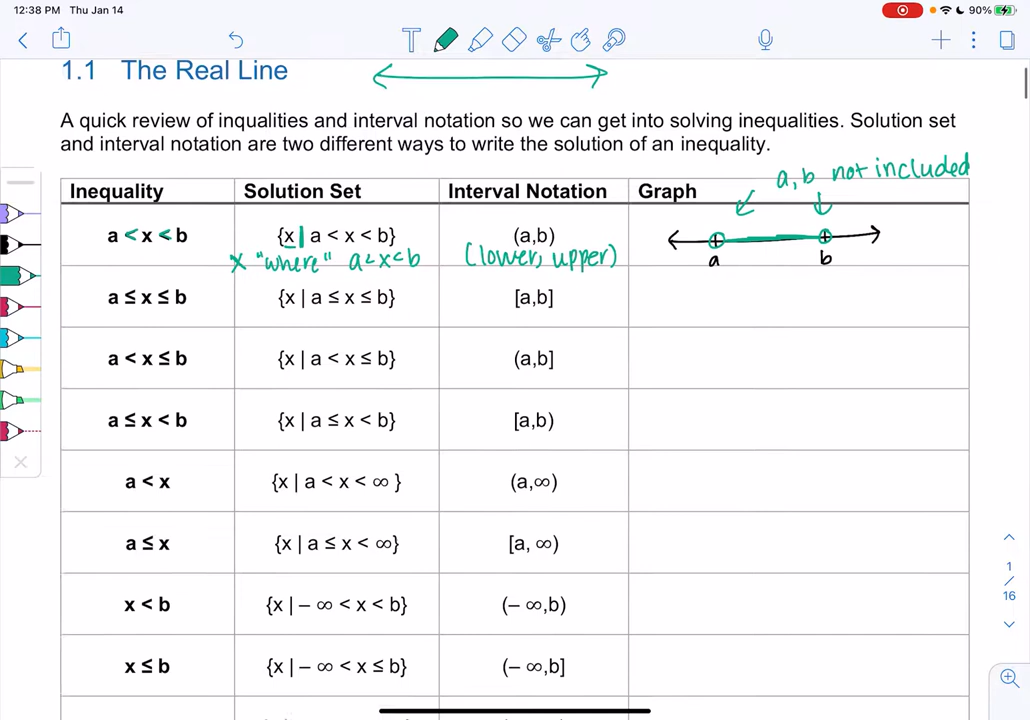 12:38 PM Thu Jan 14
90%
1.1 The Real Line
A quick review of inqualities and interval notation so we can get into solving inequalities. Solution set
and interval notation are two different ways to write the solution of an inequality.
a,b not included
Inequality Solution Set Interval Notation Graph
a < x < b {x | a < x < b} (a,b)
x "where" a<x<b (lower, upper) a b
a ≤ x ≤ b {x | a ≤ x ≤ b} [a,b]
a < x ≤ b {x | a < x ≤ b} (a,b]
a ≤ x < b {x | a ≤ x < b} [a,b)
a < x {x | a < x < ∞ } (a,∞)
a ≤ x {x | a ≤ x < ∞} [a, ∞)
x < b {x | – ∞ < x < b} (– ∞,b)
x ≤ b {x | – ∞ < x ≤ b} (– ∞,b]
1
/
16